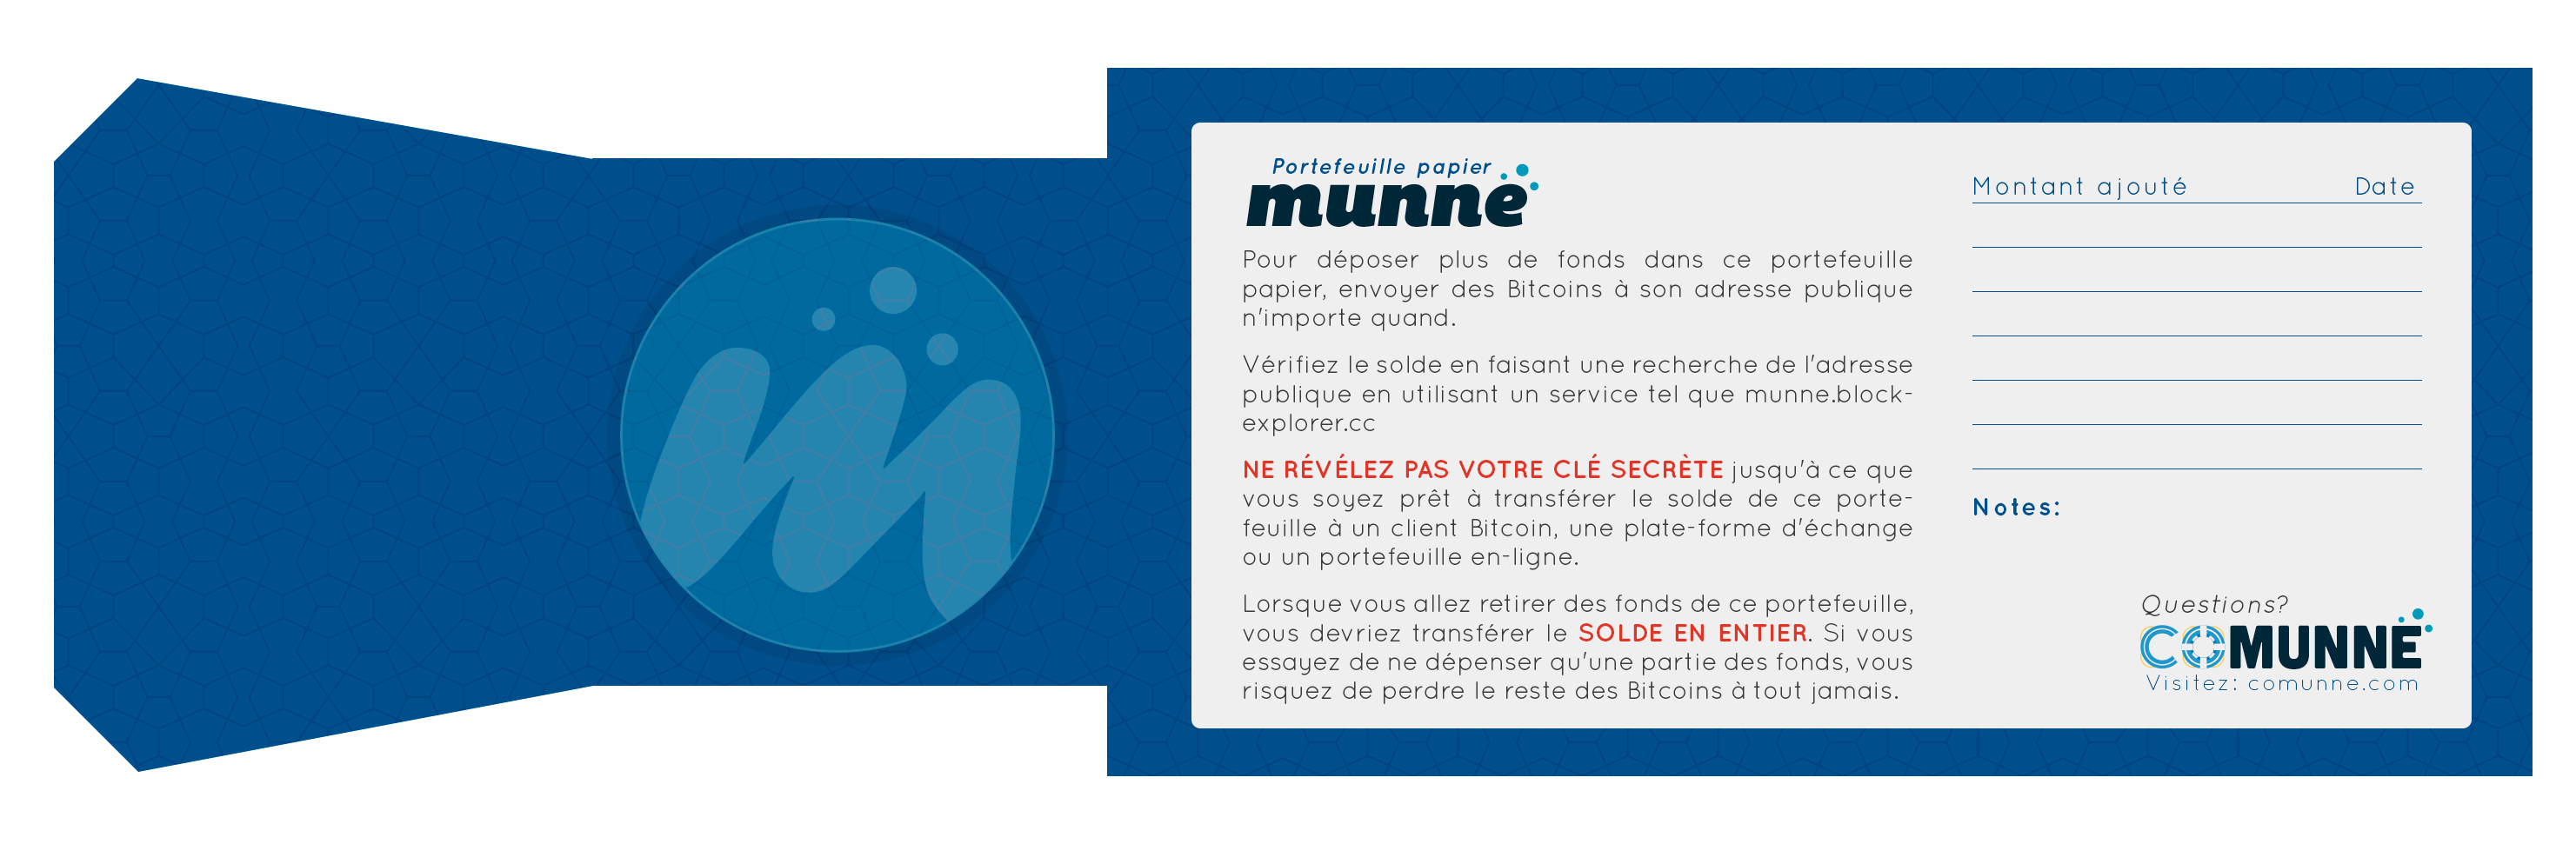 Portefeuille papier
munne
Pour déposer plus de fonds dans ce portefeuille
papier, envoyer des Bitcoins à son adresse publique
n'importe quand.
Vérifiez le solde en faisant une recherche de l'adresse
publique en utilisant un service tel que munne.block-
explorer.cc
NE RÉVÉLEZ PAS VOTRE CLÉ SECRÈTE jusqu'à ce que
vous soyez prêt à transférer le solde de ce porte-
feuille à un client Bitcoin, une plate-forme d'échange
ou un portefeuille en-ligne.
Lorsque vous allez retirer des fonds de ce portefeuille,
vous devriez transférer le SOLDE EN ENTIER. Si vous
essayez de ne dépenser qu'une partie des fonds, vous
risquez de perdre le reste des Bitcoins à tout jamais.
Montant ajouté Date
Notes:
Questions?
COMUNNE
Visitez: comunne.com